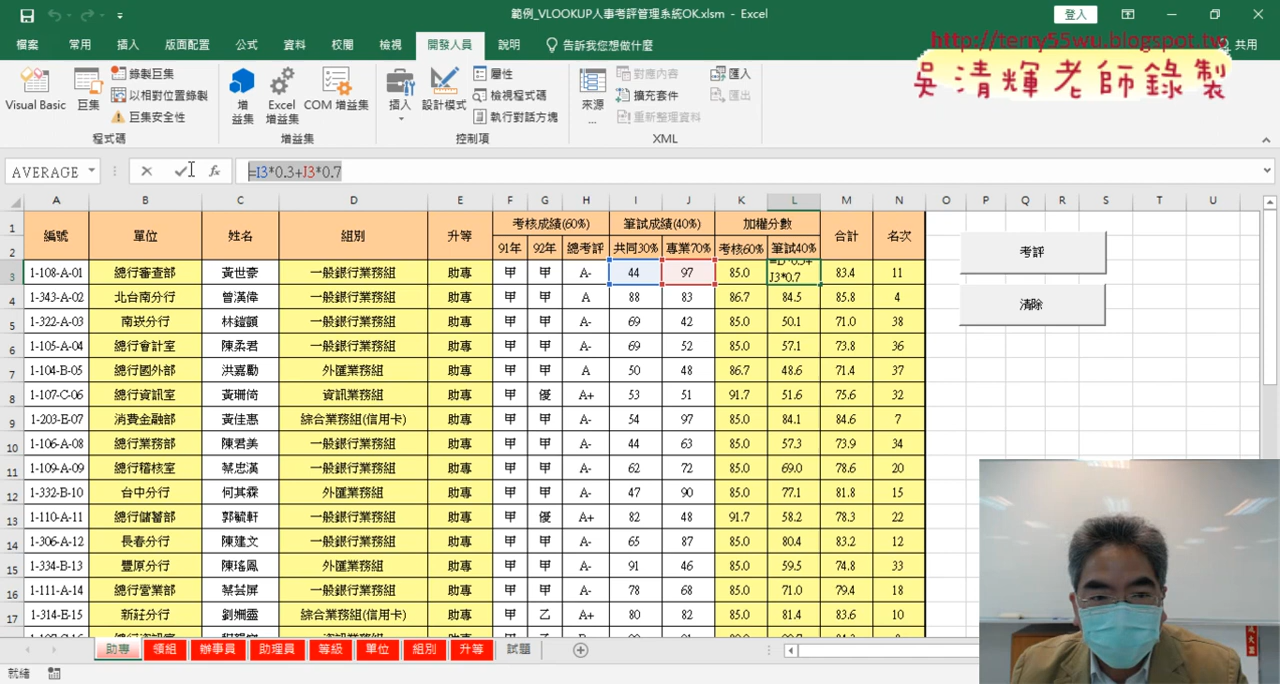 範例_VLOOKUP人事考評管理系統OK.xlsm - Excel
登入
檔案 常用 插入 版面配置 公式 資料 校閱 檢視 開發人員 說明 告訴我您想做什麼 共用
http://terry55wu.blogspot.tw
吳清輝老師錄製
Visual Basic 巨集 錄製巨集 以相對位置錄製 巨集安全性
增益集 Excel 增益集 COM 增益集
插入 設計模式 屬性 檢視程式碼 執行對話方塊
來源... 對應內容 擴充套件 重新整理資料 匯入 匯出
程式碼 增益集 控制項 XML
AVERAGE fx =I3*0.3+J3*0.7
A B C D E F G H I J K L M N O P Q R S T U
1 編號 單位 姓名 組別 升等 考核成績(60%) 筆試成績(40%) 加權分數 合計 名次
2 91年 92年 總考評 共同30% 專業70% 考核60% 筆試40%
3 1-108-A-01 總行審查部 黃世豪 一般銀行業務組 助專 甲 甲 A- 44 97 85.0 =I3*0.3+J3*0.7 83.4 11
4 1-343-A-02 北台南分行 曾漢偉 一般銀行業務組 助專 甲 甲 A 88 83 86.7 84.5 85.8 4
5 1-322-A-03 南崁分行 林鎧顗 一般銀行業務組 助專 甲 甲 A- 69 42 85.0 50.1 71.0 38
6 1-105-A-04 總行會計室 陳柔君 一般銀行業務組 助專 甲 甲 A- 69 52 85.0 57.1 73.8 36
7 1-104-B-05 總行國外部 洪嘉勳 外匯業務組 助專 甲 甲 A 50 48 86.7 48.6 71.4 37
8 1-107-C-06 總行資訊室 黃珊倚 資訊業務組 助專 甲 優 A+ 53 51 91.7 51.6 75.6 32
9 1-203-E-07 消費金融部 黃佳惠 綜合業務組(信用卡) 助專 甲 甲 A- 54 97 85.0 84.1 84.6 7
10 1-106-A-08 總行業務部 陳君美 一般銀行業務組 助專 甲 甲 A- 44 63 85.0 57.3 73.9 34
11 1-109-A-09 總行稽核室 蔡忠漢 一般銀行業務組 助專 甲 甲 A- 62 72 85.0 69.0 78.6 20
12 1-332-B-10 台中分行 何其霖 外匯業務組 助專 甲 甲 A- 47 90 85.0 77.1 81.8 15
13 1-110-A-11 總行儲蓄部 郭毓軒 一般銀行業務組 助專 甲 優 A+ 82 48 91.7 58.2 78.3 22
14 1-306-A-12 長春分行 陳建文 一般銀行業務組 助專 甲 甲 A- 65 87 85.0 80.4 83.2 12
15 1-334-B-13 豐原分行 陳瑤鳳 外匯業務組 助專 甲 甲 A- 91 46 85.0 59.5 74.8 33
16 1-111-A-14 總行營業部 蔡芸屏 一般銀行業務組 助專 甲 甲 A- 78 68 85.0 71.0 79.4 18
17 1-314-E-15 新莊分行 劉姍靈 綜合業務組(信用卡) 助專 甲 乙 A+ 80 82 85.0 81.4 83.6 10
考評
清除
助專 領組 辦事員 助理員 等級 單位 組別 升等 試題
就緒